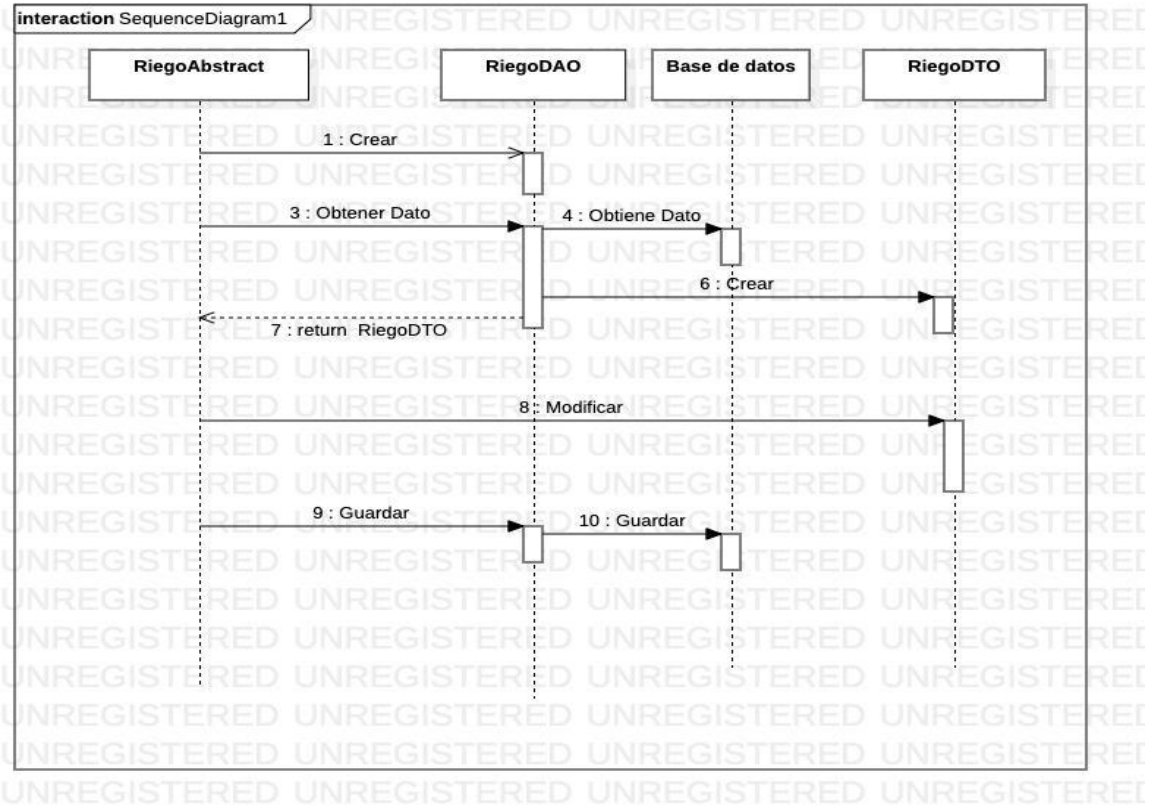 interaction SequenceDiagram1
RiegoAbstract RiegoDAO Base de datos RiegoDTO
1 : Crear
3 : Obtener Dato 4 : Obtiene Dato
6 : Crear
7 : return RiegoDTO
8 : Modificar
9 : Guardar 10 : Guardar
UNREGISTERED